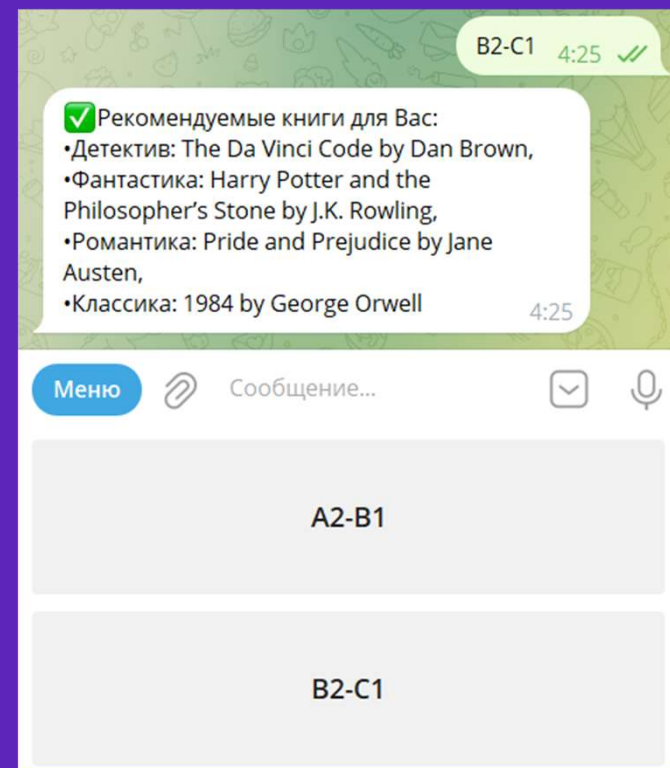 B2-C1 4:25
✅Рекомендуемые книги для Вас:
•Детектив: The Da Vinci Code by Dan Brown,
•Фантастика: Harry Potter and the
Philosopher’s Stone by J.K. Rowling,
•Романтика: Pride and Prejudice by Jane
Austen,
•Классика: 1984 by George Orwell
4:25
Меню Сообщение...
A2-B1
B2-C1